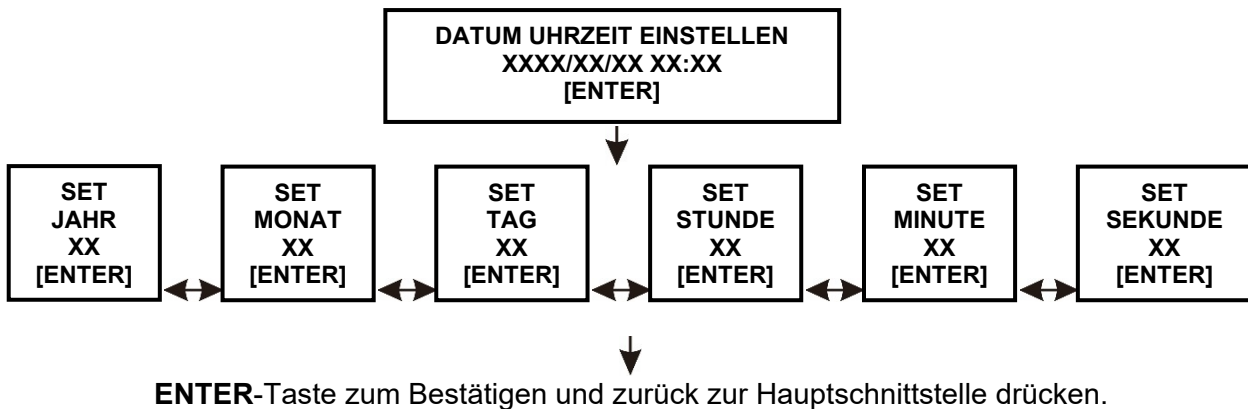 DATUM UHRZEIT EINSTELLEN
XXXX/XX/XX XX:XX
[ENTER]
SET
JAHR
XX
[ENTER]
SET
MONAT
XX
[ENTER]
SET
TAG
XX
[ENTER]
SET
STUNDE
XX
[ENTER]
SET
MINUTE
XX
[ENTER]
SET
SEKUNDE
XX
[ENTER]
ENTER-Taste zum Bestätigen und zurück zur Hauptschnittstelle drücken.